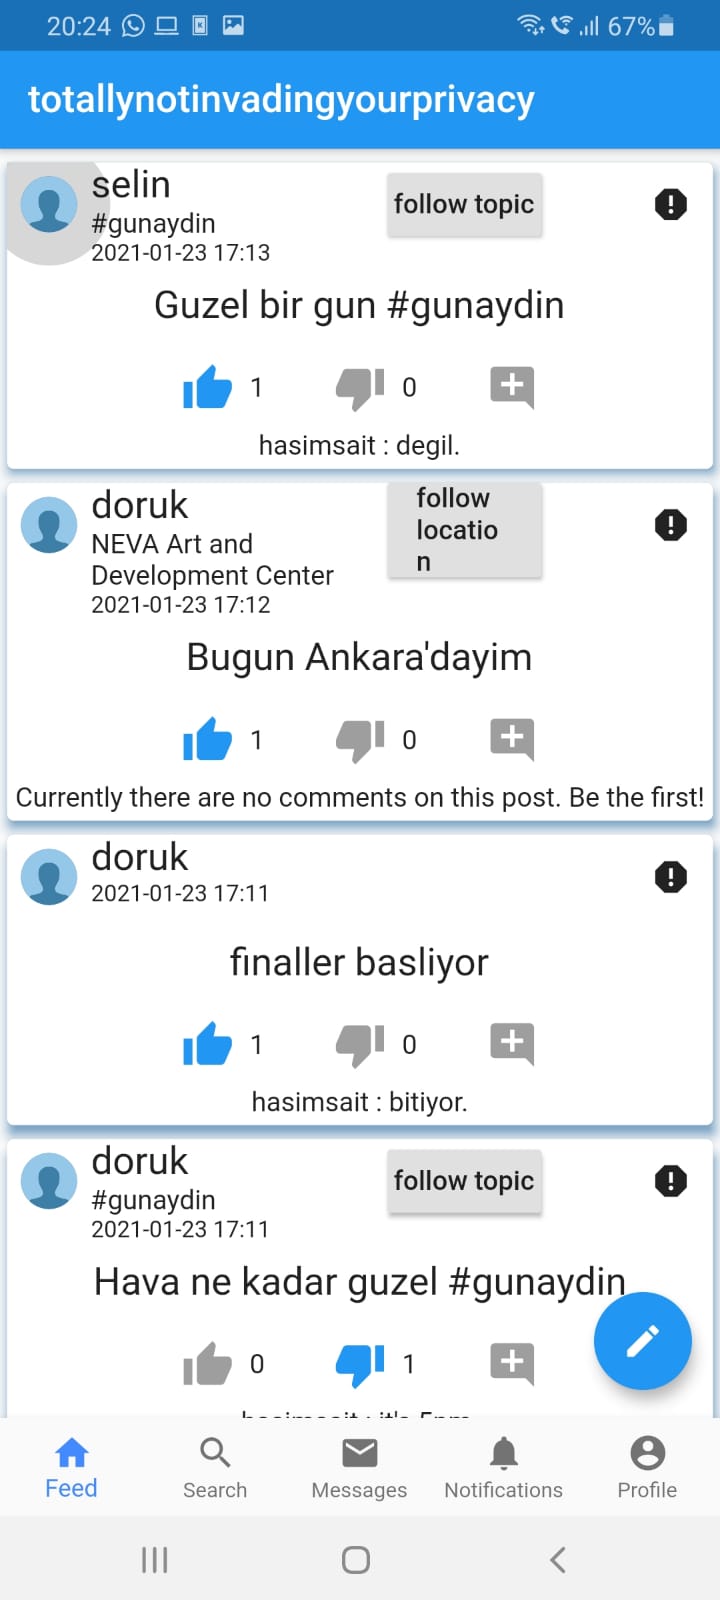 20:24 67%
totallynotinvadingyourprivacy
selin
#gunaydin
2021-01-23 17:13
follow topic
Guzel bir gun #gunaydin
1 0
hasimsait : degil.
doruk
NEVA Art and
Development Center
2021-01-23 17:12
follow
locatio
n
Bugun Ankara'dayim
1 0
Currently there are no comments on this post. Be the first!
doruk
2021-01-23 17:11
finaller basliyor
1 0
hasimsait : bitiyor.
doruk
#gunaydin
2021-01-23 17:11
follow topic
Hava ne kadar guzel #gunaydin
0 1
hasimsait : it's 5pm
Feed Search Messages Notifications Profile